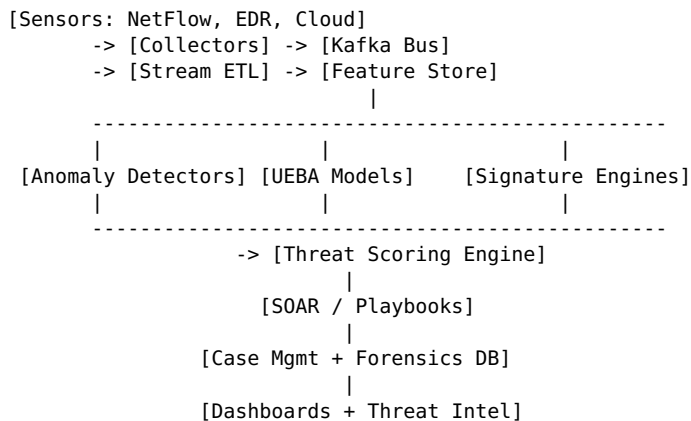 [Sensors: NetFlow, EDR, Cloud]
-> [Collectors] -> [Kafka Bus]
-> [Stream ETL] -> [Feature Store]
|
------------------------------------------------
| | |
[Anomaly Detectors] [UEBA Models] [Signature Engines]
| | |
------------------------------------------------
-> [Threat Scoring Engine]
|
[SOAR / Playbooks]
|
[Case Mgmt + Forensics DB]
|
[Dashboards + Threat Intel]